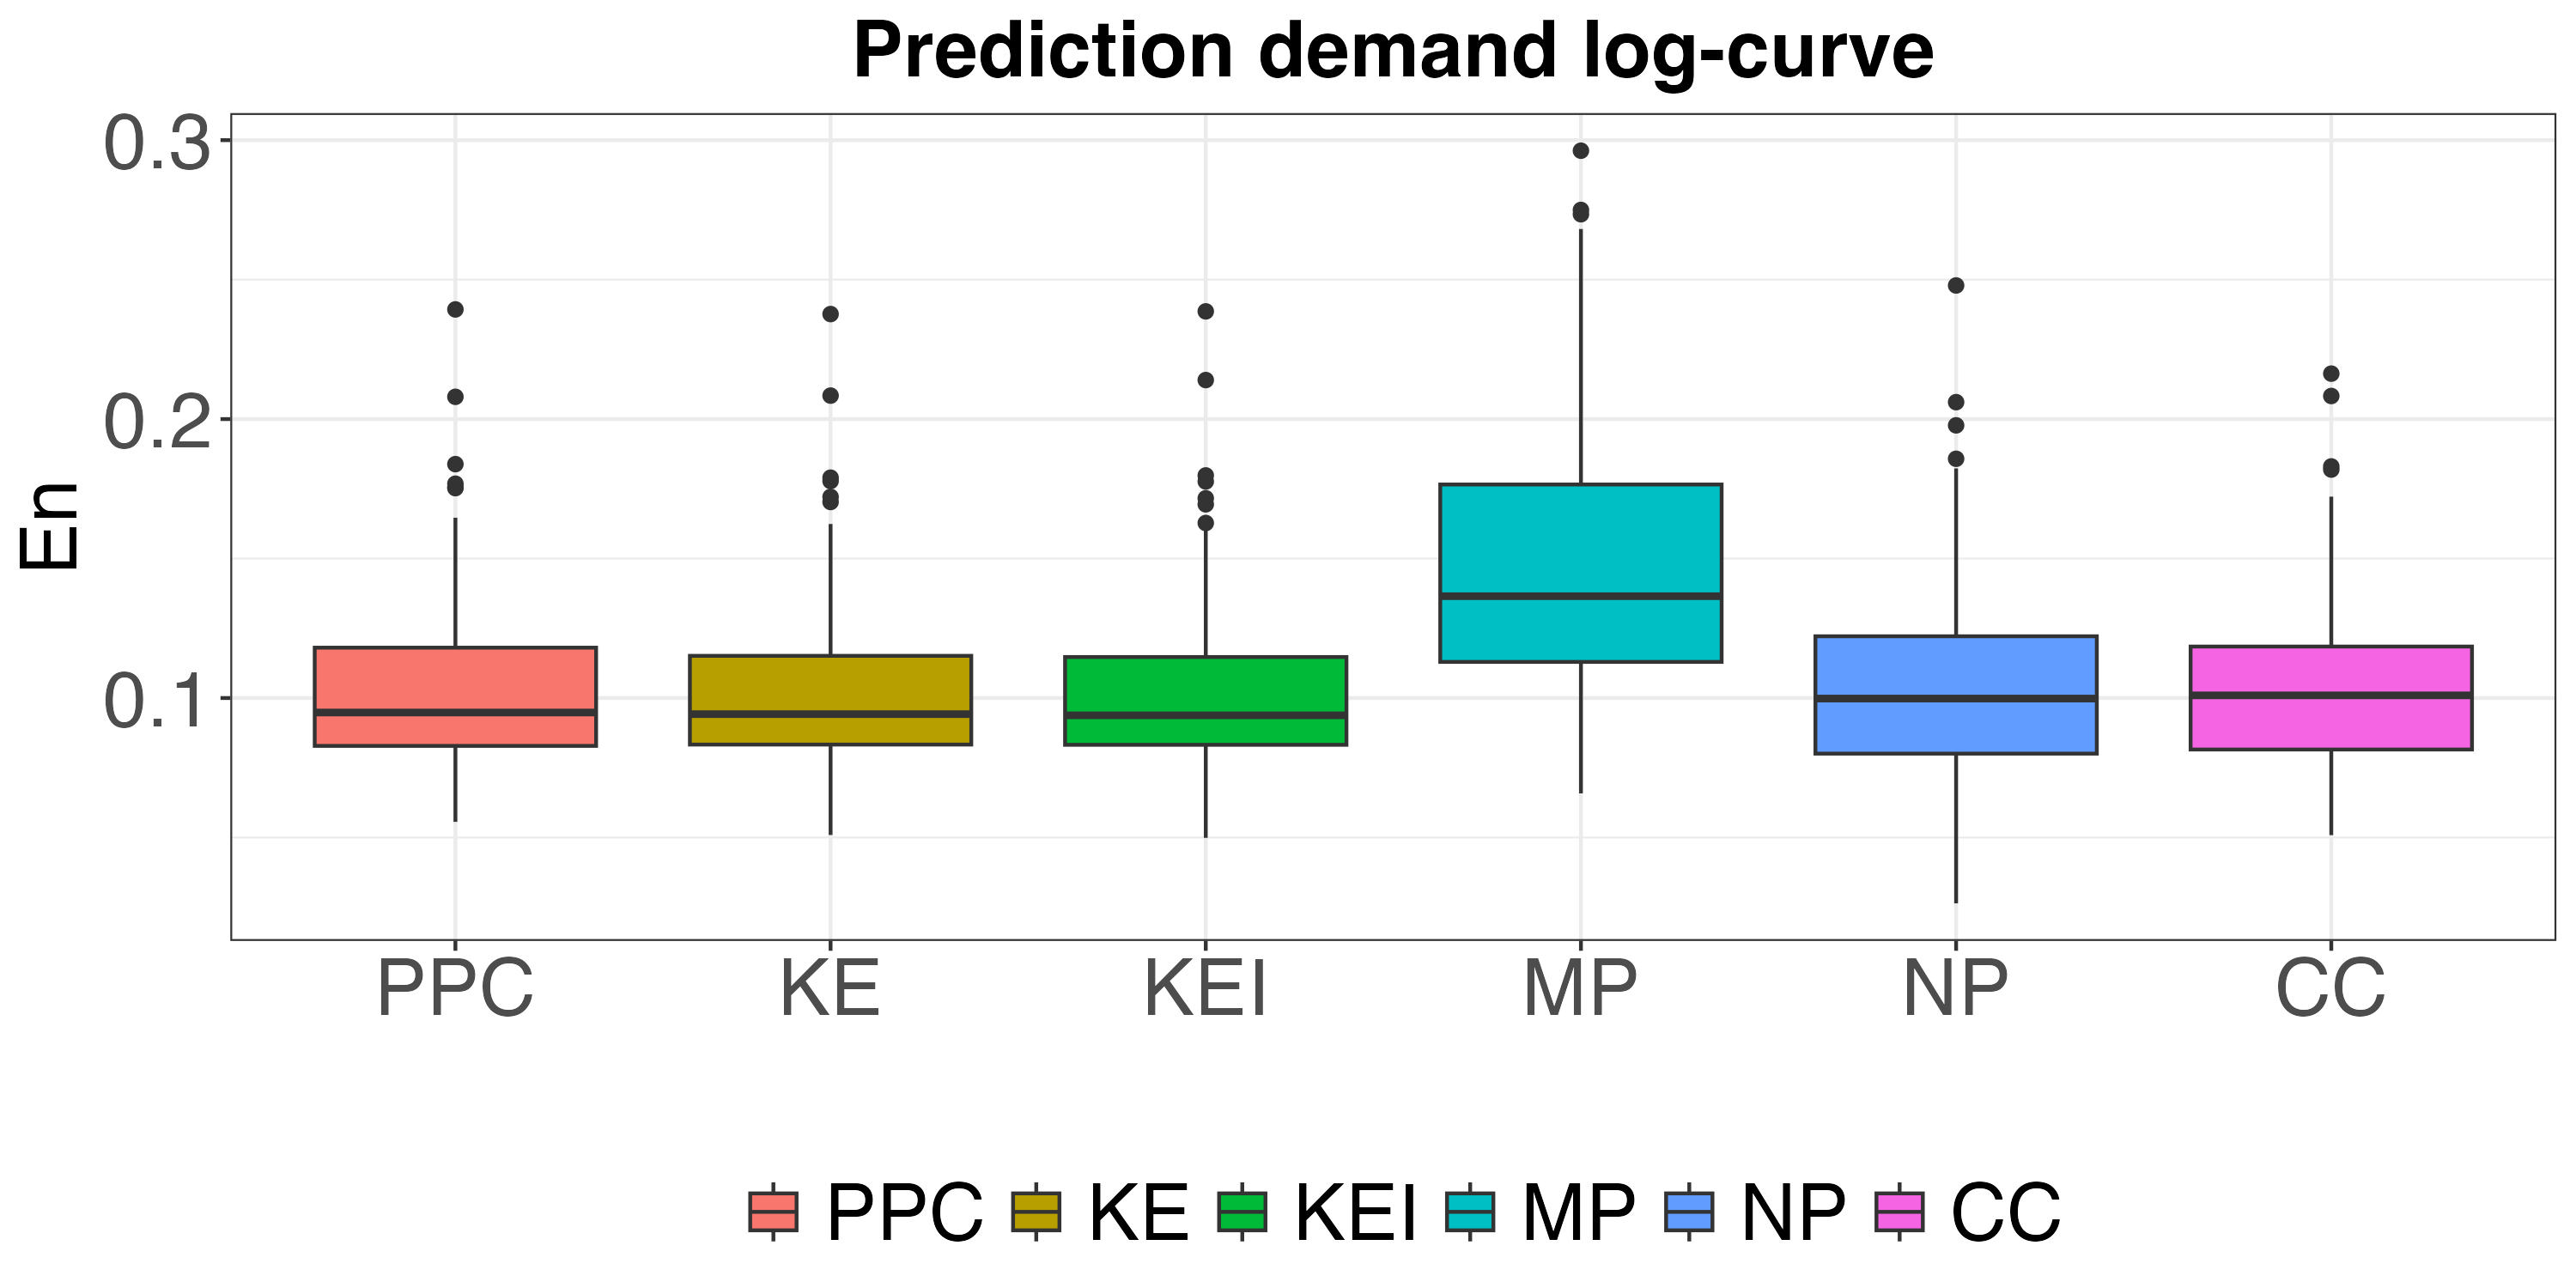 Prediction demand log-curve
0.3
0.2
0.1
En
PPC KE KEI MP NP CC
PPC KE KEI MP NP CC